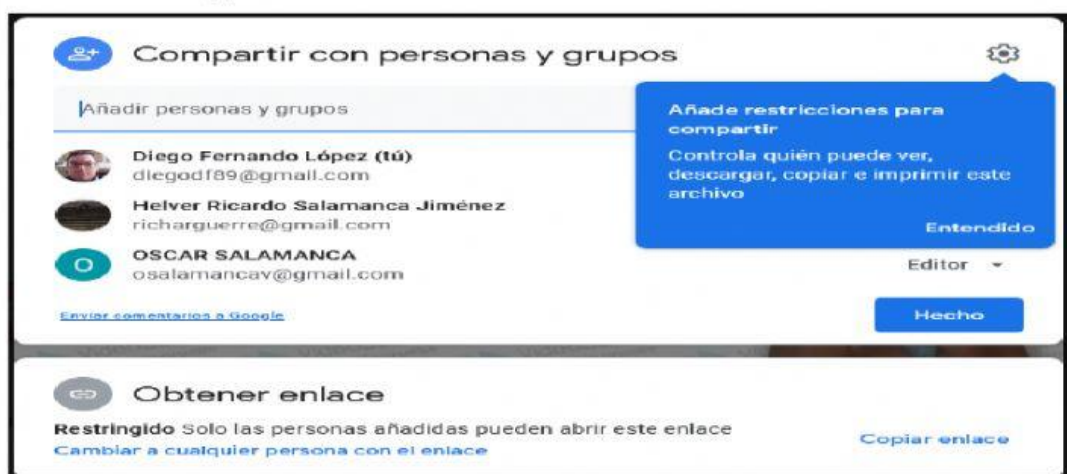 Compartir con personas y grupos
Añadir personas y grupos
Añade restricciones para
compartir
Controla quién puede ver,
descargar, copiar e imprimir este
archivo
Entendido
Diego Fernando López (tú)
diegodf89@gmail.com
Helver Ricardo Salamanca Jiménez
richarguerre@gmail.com
O
OSCAR SALAMANCA
osalamancav@gmail.com
Editor
Enviar comentarios a Google
Hecho
Obtener enlace
Restringido Solo las personas añadidas pueden abrir este enlace
Cambiar a cualquier persona con el enlace
Copiar enlace